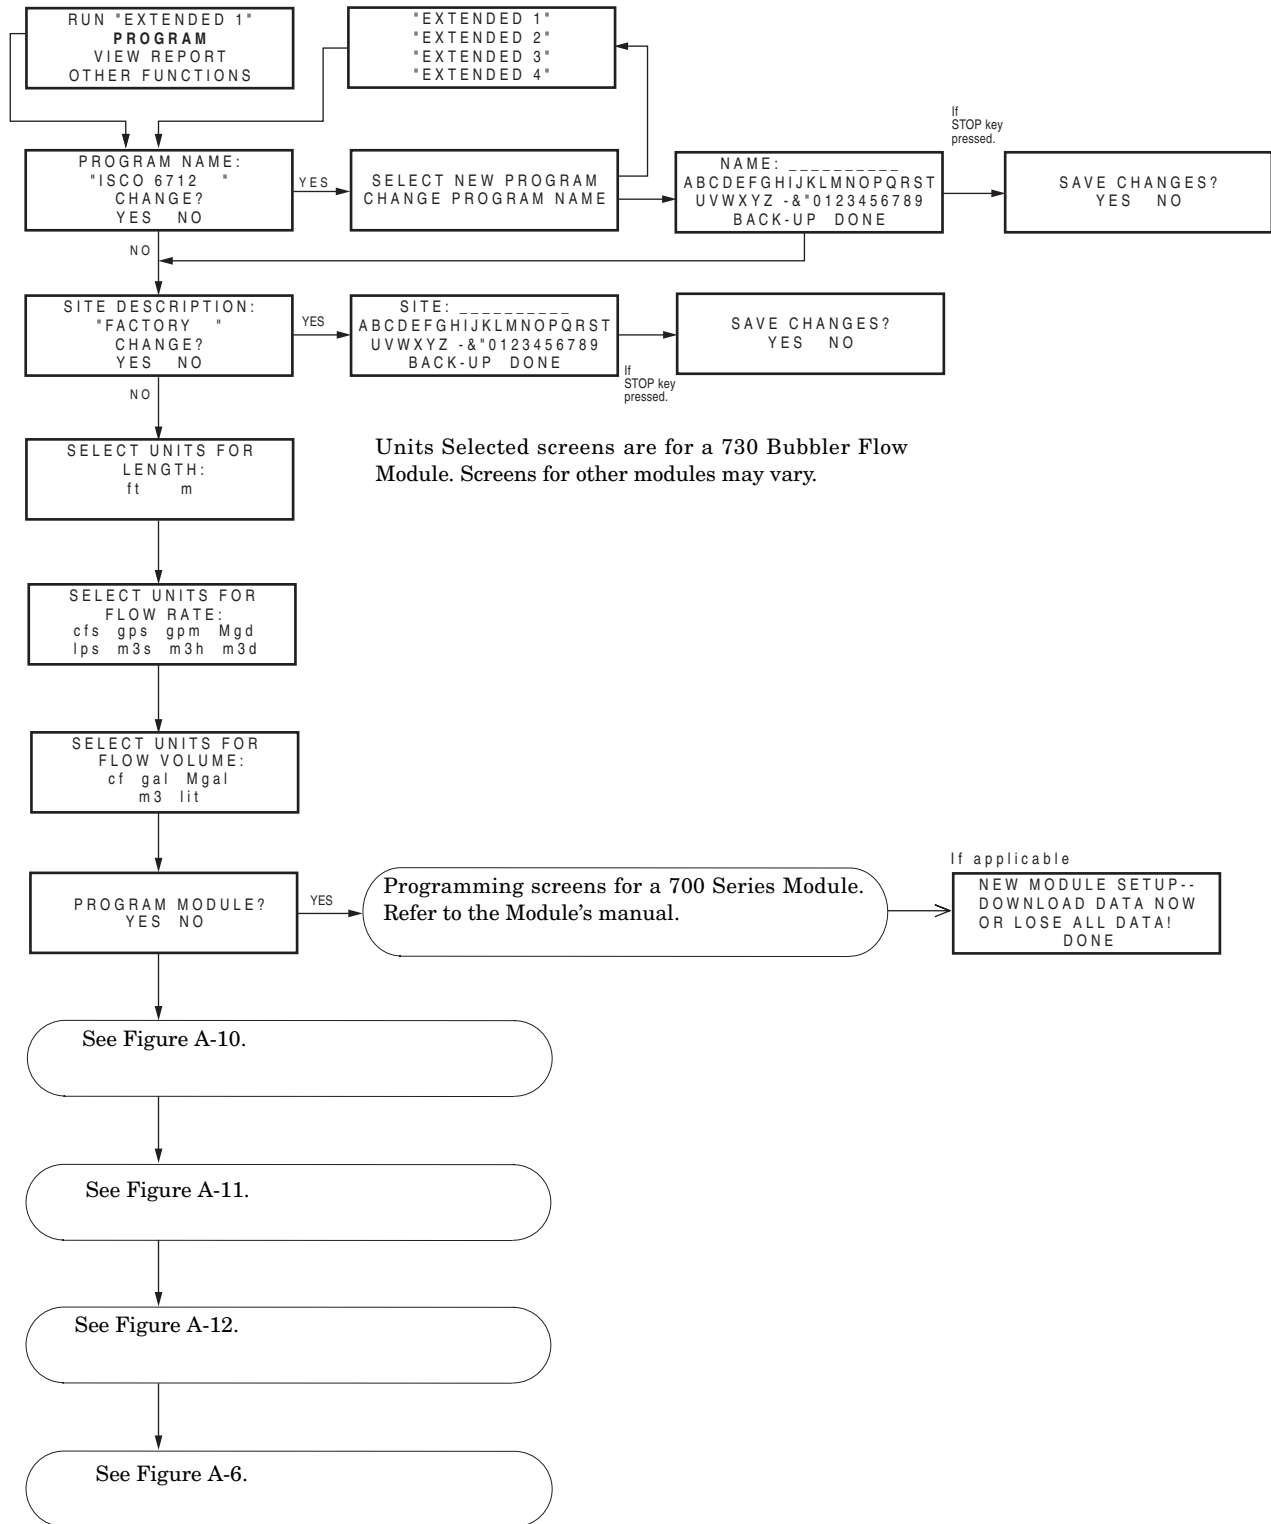 RUN "EXTENDED 1"
PROGRAM
VIEW REPORT
OTHER FUNCTIONS
"EXTENDED 1"
"EXTENDED 2"
"EXTENDED 3"
"EXTENDED 4"
PROGRAM NAME:
"ISCO 6712 "
CHANGE?
YES NO
YES
SELECT NEW PROGRAM
CHANGE PROGRAM NAME
NAME: _ _ _ _ _ _ _ _ _ _
ABCDEFGHIJKLMNOPQRST
UVWXYZ -&"0123456789
BACK-UP DONE
If
STOP key
pressed.
SAVE CHANGES?
YES NO
NO
SITE DESCRIPTION:
"FACTORY "
CHANGE?
YES NO
YES
SITE: _ _ _ _ _ _ _ _ _ _
ABCDEFGHIJKLMNOPQRST
UVWXYZ -&"0123456789
BACK-UP DONE
If
STOP key
pressed.
SAVE CHANGES?
YES NO
NO
SELECT UNITS FOR
LENGTH:
ft m
Units Selected screens are for a 730 Bubbler Flow
Module. Screens for other modules may vary.
SELECT UNITS FOR
FLOW RATE:
cfs gps gpm Mgd
lps m3s m3h m3d
SELECT UNITS FOR
FLOW VOLUME:
cf gal Mgal
m3 lit
PROGRAM MODULE?
YES NO
YES
Programming screens for a 700 Series Module.
Refer to the Module's manual.
If applicable
NEW MODULE SETUP--
DOWNLOAD DATA NOW
OR LOSE ALL DATA!
DONE
See Figure A-10.
See Figure A-11.
See Figure A-12.
See Figure A-6.